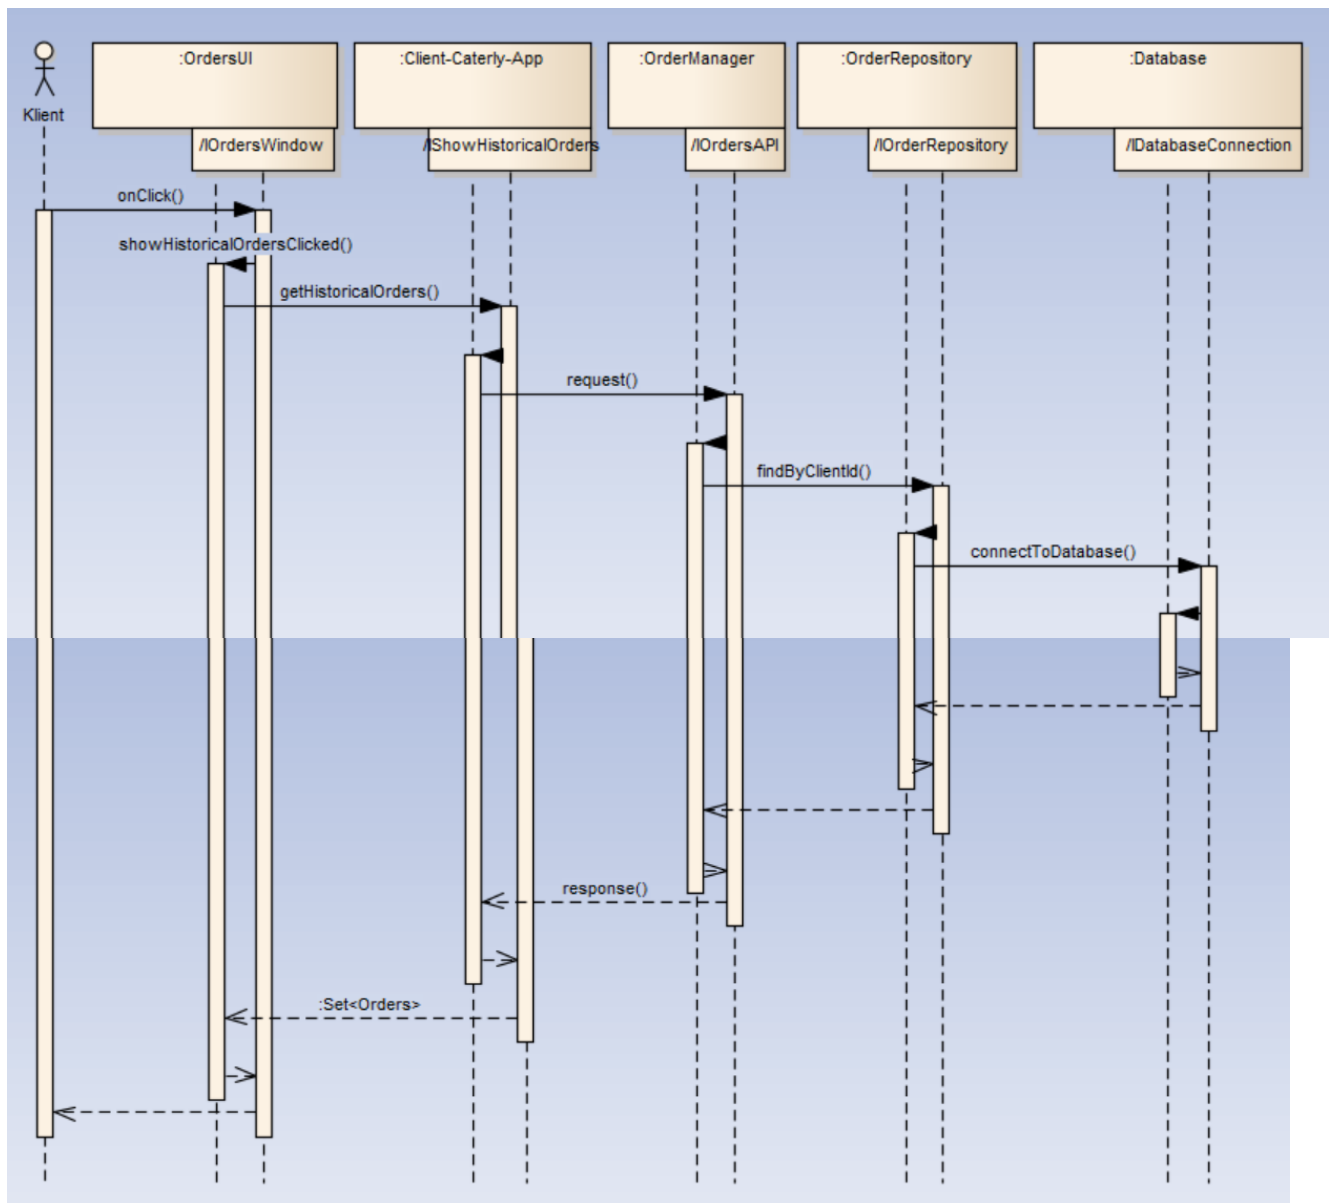 Klient
:OrdersUI
/IOrdersWindow
:Client-Caterly-App
/IShowHistoricalOrders
:OrderManager
/IOrdersAPI
:OrderRepository
/IOrderRepository
:Database
/IDatabaseConnection
onClick()
showHistoricalOrdersClicked()
getHistoricalOrders()
request()
findByClientId()
connectToDatabase()
response()
:Set<Orders>